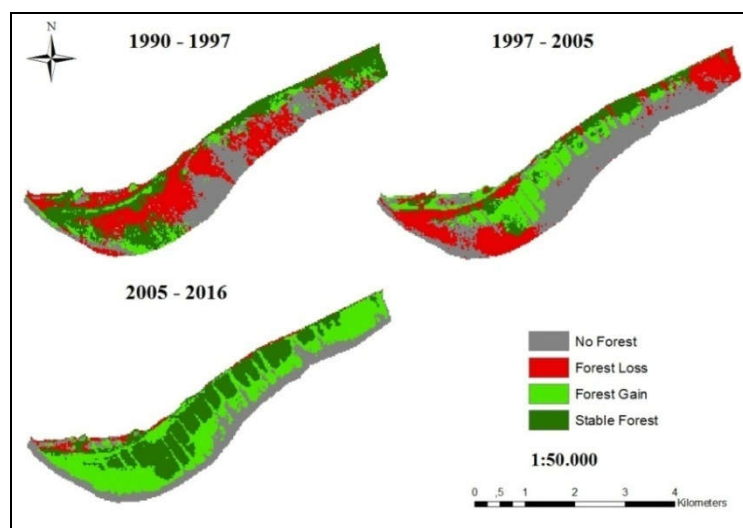 N
1990 - 1997
1997 - 2005
2005 - 2016
No Forest
Forest Loss
Forest Gain
Stable Forest
1:50.000
0 ,5 1 2 3 4
Kilometers